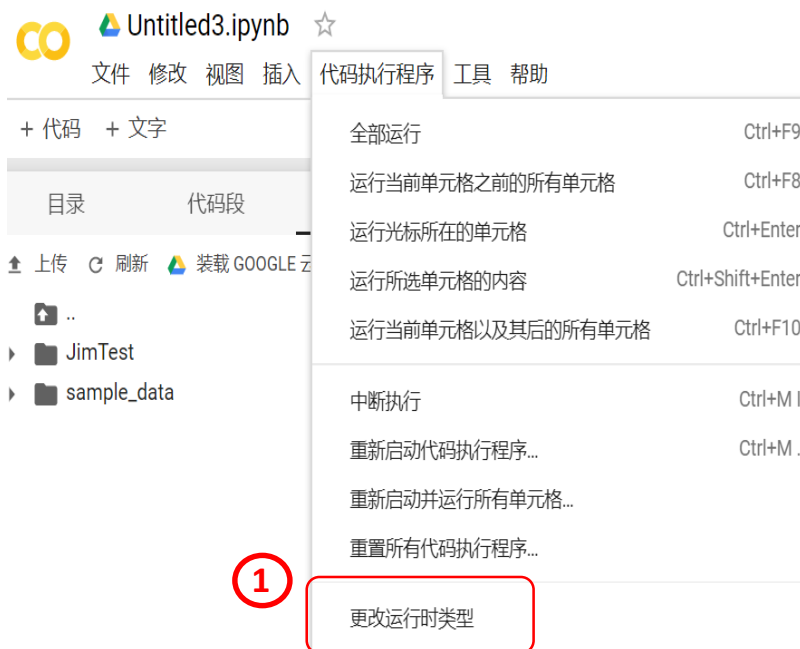 CO
Untitled3.ipynb
文件 修改 视图 插入 代码执行程序 工具 帮助
+ 代码 + 文字
目录 代码段
上传 刷新 装载 GOOGLE 云
..
JimTest
sample_data
全部运行 Ctrl+F9
运行当前单元格之前的所有单元格 Ctrl+F8
运行光标所在的单元格 Ctrl+Enter
运行所选单元格的内容 Ctrl+Shift+Enter
运行当前单元格以及其后的所有单元格 Ctrl+F10
中断执行 Ctrl+M I
重新启动代码执行程序... Ctrl+M .
重新启动并运行所有单元格...
重置所有代码执行程序...
1
更改运行时类型